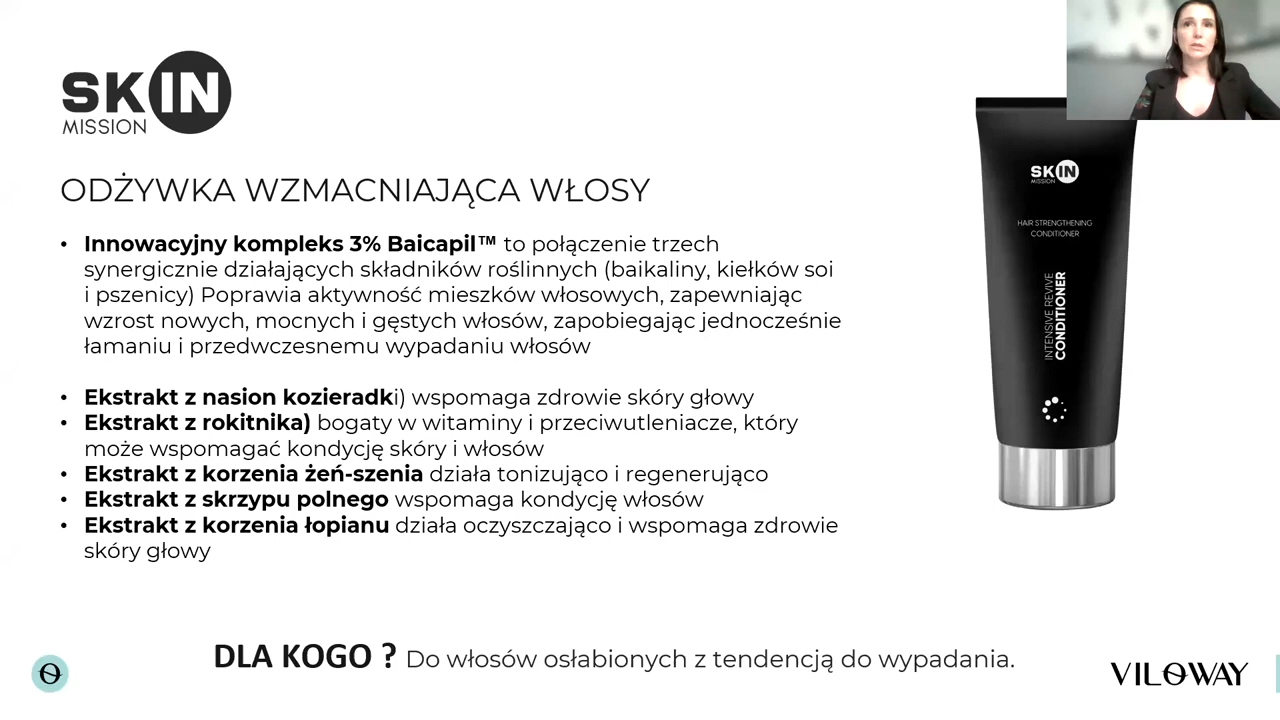 SKIN
MISSION
ODŻYWKA WZMACNIAJĄCA WŁOSY
• Innowacyjny kompleks 3% Baicapil™ to połączenie trzech
synergicznie działających składników roślinnych (baikaliny, kiełków soi
i pszenicy) Poprawia aktywność mieszków włosowych, zapewniając
wzrost nowych, mocnych i gęstych włosów, zapobiegając jednocześnie
łamaniu i przedwczesnemu wypadaniu włosów
• Ekstrakt z nasion kozieradki) wspomaga zdrowie skóry głowy
• Ekstrakt z rokitnika) bogaty w witaminy i przeciwutleniacze, który
może wspomagać kondycję skóry i włosów
• Ekstrakt z korzenia żeń-szenia działa tonizująco i regenerująco
• Ekstrakt z skrzypu polnego wspomaga kondycję włosów
• Ekstrakt z korzenia łopianu działa oczyszczająco i wspomaga zdrowie
skóry głowy
SKIN
MISSION
HAIR STRENGTHENING
CONDITIONER
INTENSIVE REVIVE
CONDITIONER
DLA KOGO ? Do włosów osłabionych z tendencją do wypadania.
VILOWAY